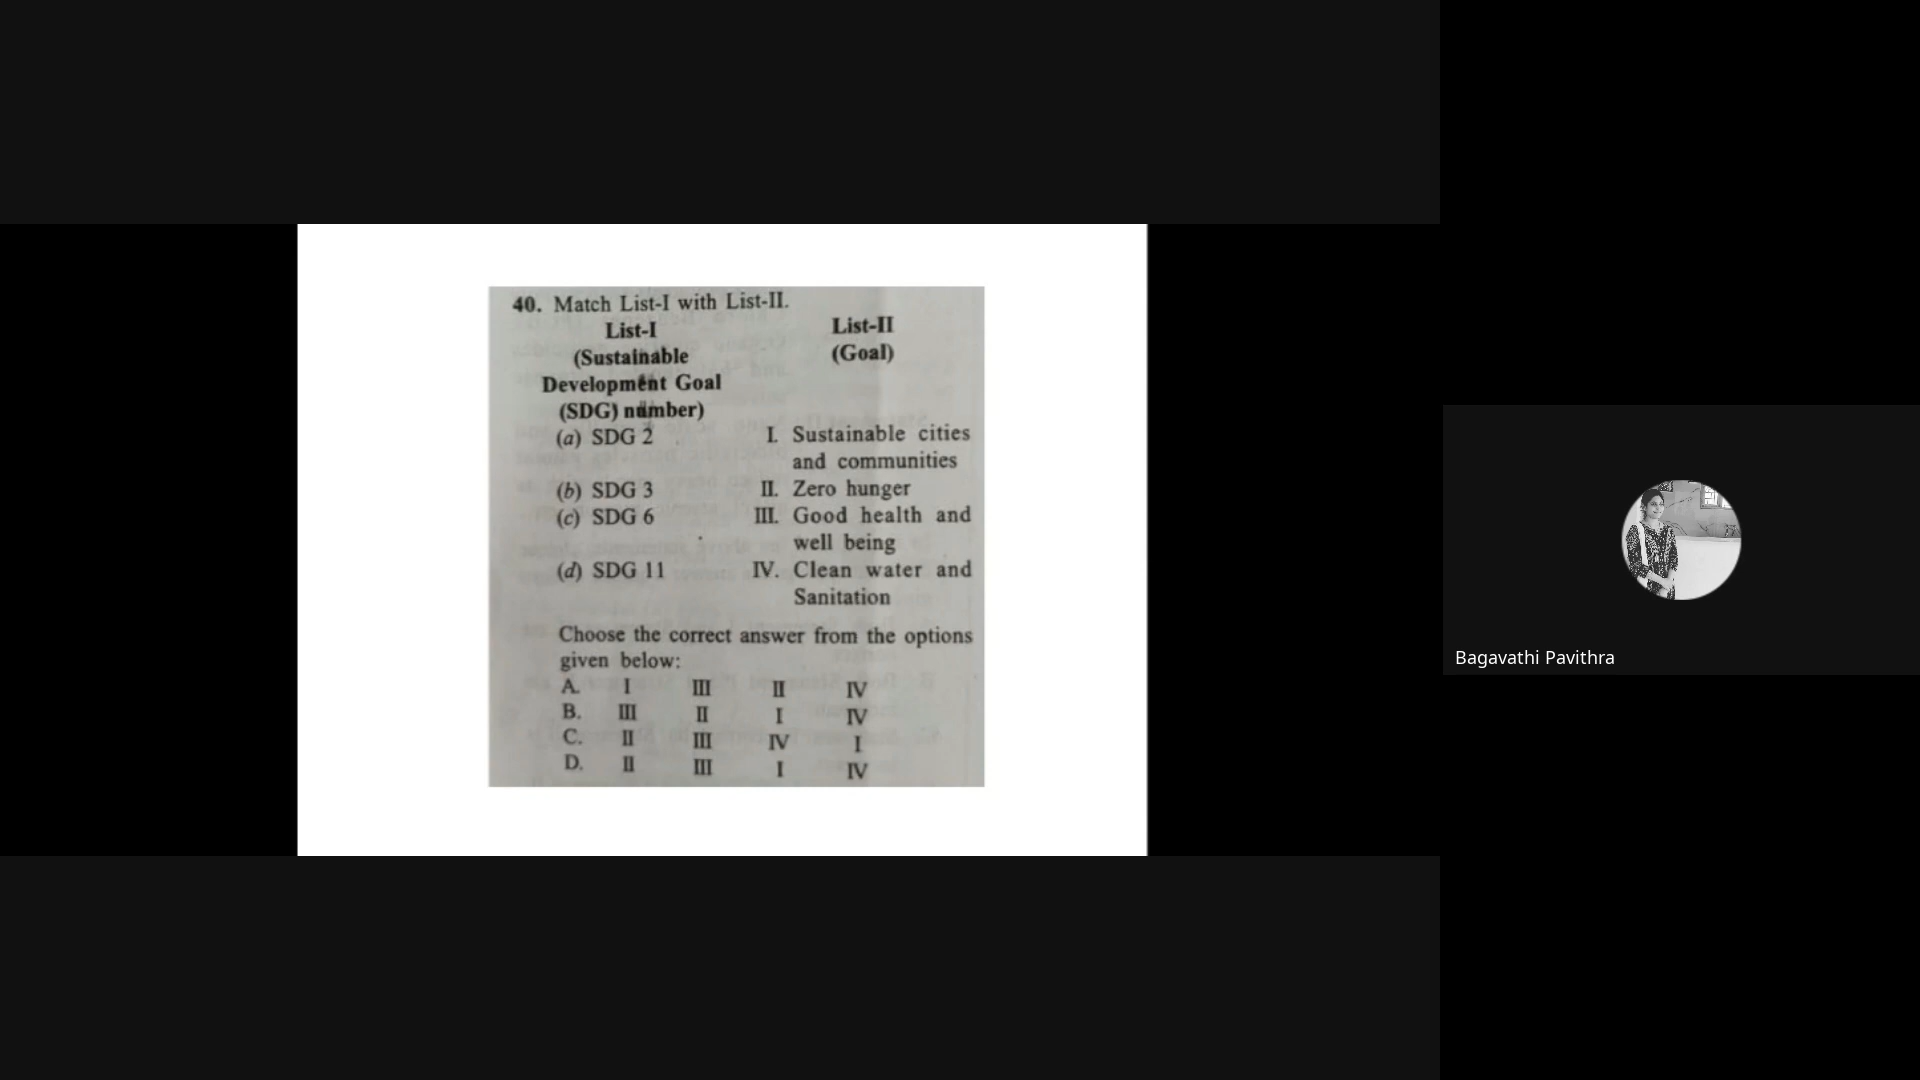 40. Match List-I with List-II.
List-I List-II
(Sustainable (Goal)
Development Goal
(SDG) number)
(a) SDG 2 I. Sustainable cities
and communities
(b) SDG 3 II. Zero hunger
(c) SDG 6 III. Good health and
well being
(d) SDG 11 IV. Clean water and
Sanitation
Choose the correct answer from the options
given below:
A. I III II IV
B. III II I IV
C. II III IV I
D. II III I IV
Bagavathi Pavithra